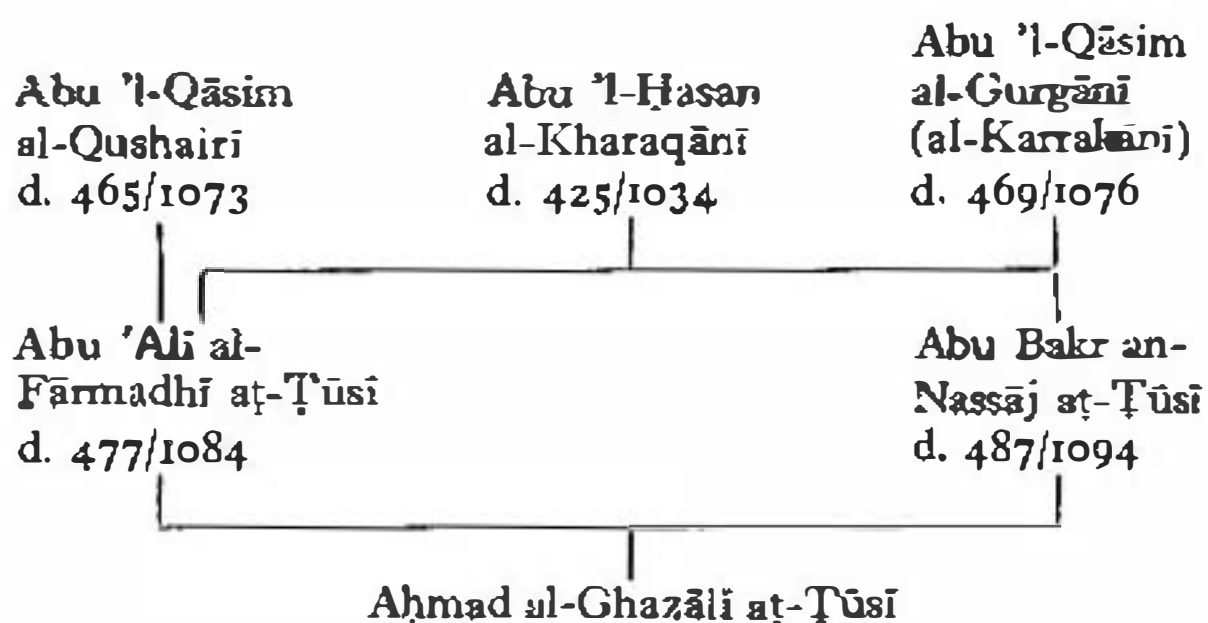 Abu 'l-Qāsim
al-Qushairī
d. 465/1073
Abu 'l-Ḥasan
al-Kharaqānī
d. 425/1034
Abu 'l-Qāsim
al-Gurgānī
(al-Karrakānī)
d. 469/1076
Abu 'Ali al-
Fārmadhī aṭ-Ṭūsī
d. 477/1084
Abu Bakr an-
Nassāj aṭ-Ṭūsī
d. 487/1094
Aḥmad al-Ghazālī aṭ-Ṭūsī